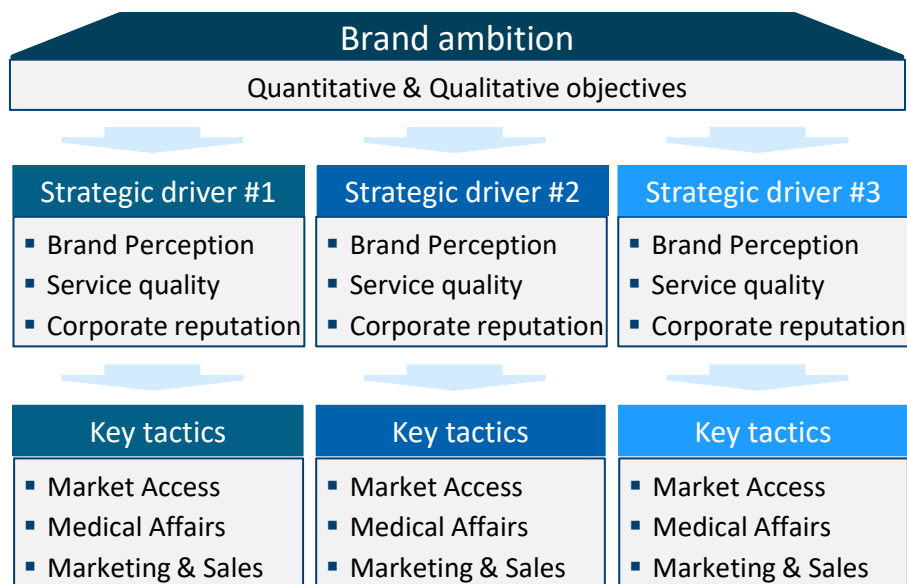 Brand ambition
Quantitative & Qualitative objectives
Strategic driver #1
▪ Brand Perception
▪ Service quality
▪ Corporate reputation
Strategic driver #2
▪ Brand Perception
▪ Service quality
▪ Corporate reputation
Strategic driver #3
▪ Brand Perception
▪ Service quality
▪ Corporate reputation
Key tactics
▪ Market Access
▪ Medical Affairs
▪ Marketing & Sales
Key tactics
▪ Market Access
▪ Medical Affairs
▪ Marketing & Sales
Key tactics
▪ Market Access
▪ Medical Affairs
▪ Marketing & Sales